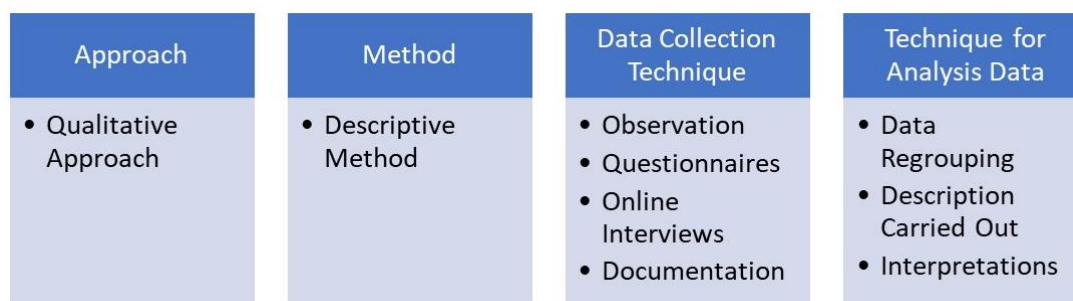 Approach
• Qualitative
Approach
Method
• Descriptive
Method
Data Collection
Technique
• Observation
• Questionnaires
• Online
Interviews
• Documentation
Technique for
Analysis Data
• Data
Regrouping
• Description
Carried Out
• Interpretations